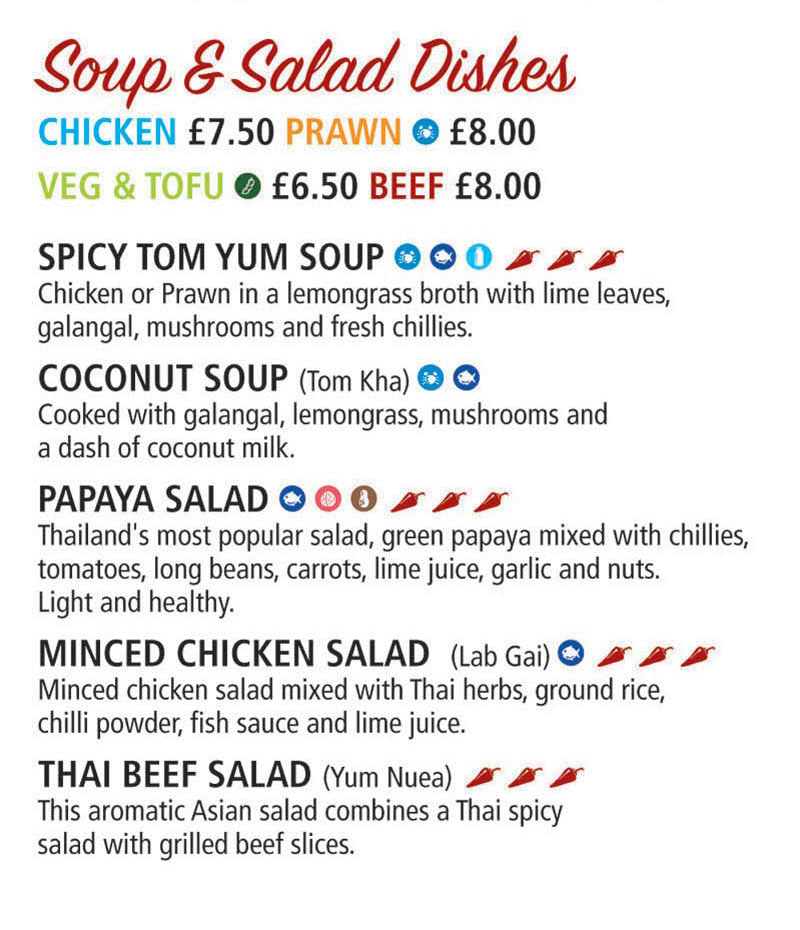 Soup & Salad Dishes
CHICKEN £7.50 PRAWN £8.00
VEG & TOFU £6.50 BEEF £8.00
SPICY TOM YUM SOUP
Chicken or Prawn in a lemongrass broth with lime leaves,
galangal, mushrooms and fresh chillies.
COCONUT SOUP (Tom Kha)
Cooked with galangal, lemongrass, mushrooms and
a dash of coconut milk.
PAPAYA SALAD
Thailand's most popular salad, green papaya mixed with chillies,
tomatoes, long beans, carrots, lime juice, garlic and nuts.
Light and healthy.
MINCED CHICKEN SALAD (Lab Gai)
Minced chicken salad mixed with Thai herbs, ground rice,
chilli powder, fish sauce and lime juice.
THAI BEEF SALAD (Yum Nuea)
This aromatic Asian salad combines a Thai spicy
salad with grilled beef slices.